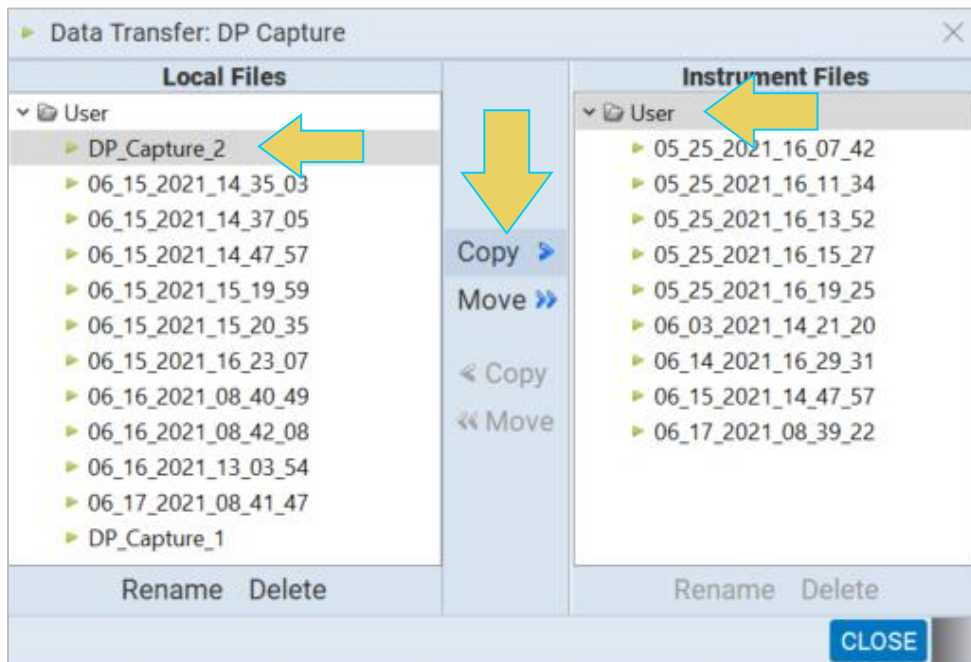 Data Transfer: DP Capture
Local Files
User
DP_Capture_2
06_15_2021_14_35_03
06_15_2021_14_37_05
06_15_2021_14_47_57
06_15_2021_15_19_59
06_15_2021_15_20_35
06_15_2021_16_23_07
06_16_2021_08_40_49
06_16_2021_08_42_08
06_16_2021_13_03_54
06_17_2021_08_41_47
DP_Capture_1
Rename Delete
Copy
Move
Copy
Move
Instrument Files
User
05_25_2021_16_07_42
05_25_2021_16_11_34
05_25_2021_16_13_52
05_25_2021_16_15_27
05_25_2021_16_19_25
06_03_2021_14_21_20
06_14_2021_16_29_31
06_15_2021_14_47_57
06_17_2021_08_39_22
Rename Delete
CLOSE